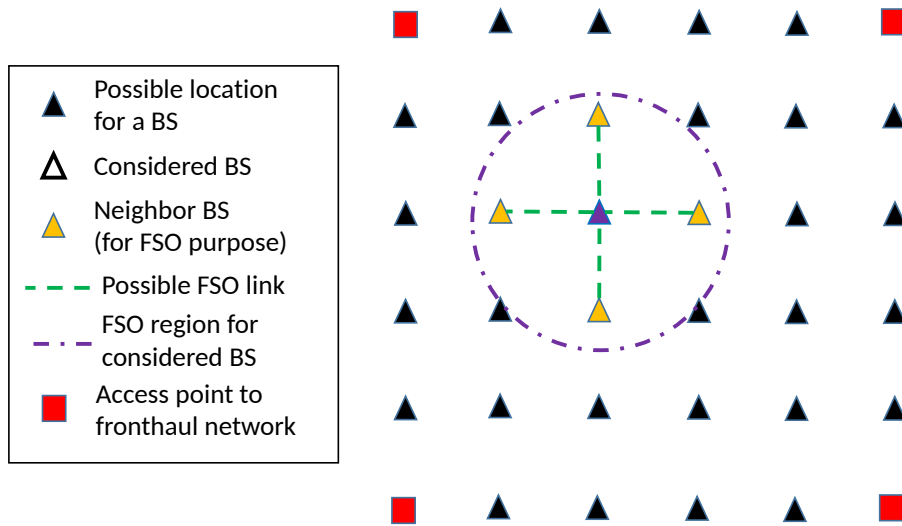 Possible location
for a BS
Considered BS
Neighbor BS
(for FSO purpose)
Possible FSO link
FSO region for
considered BS
Access point to
fronthaul network